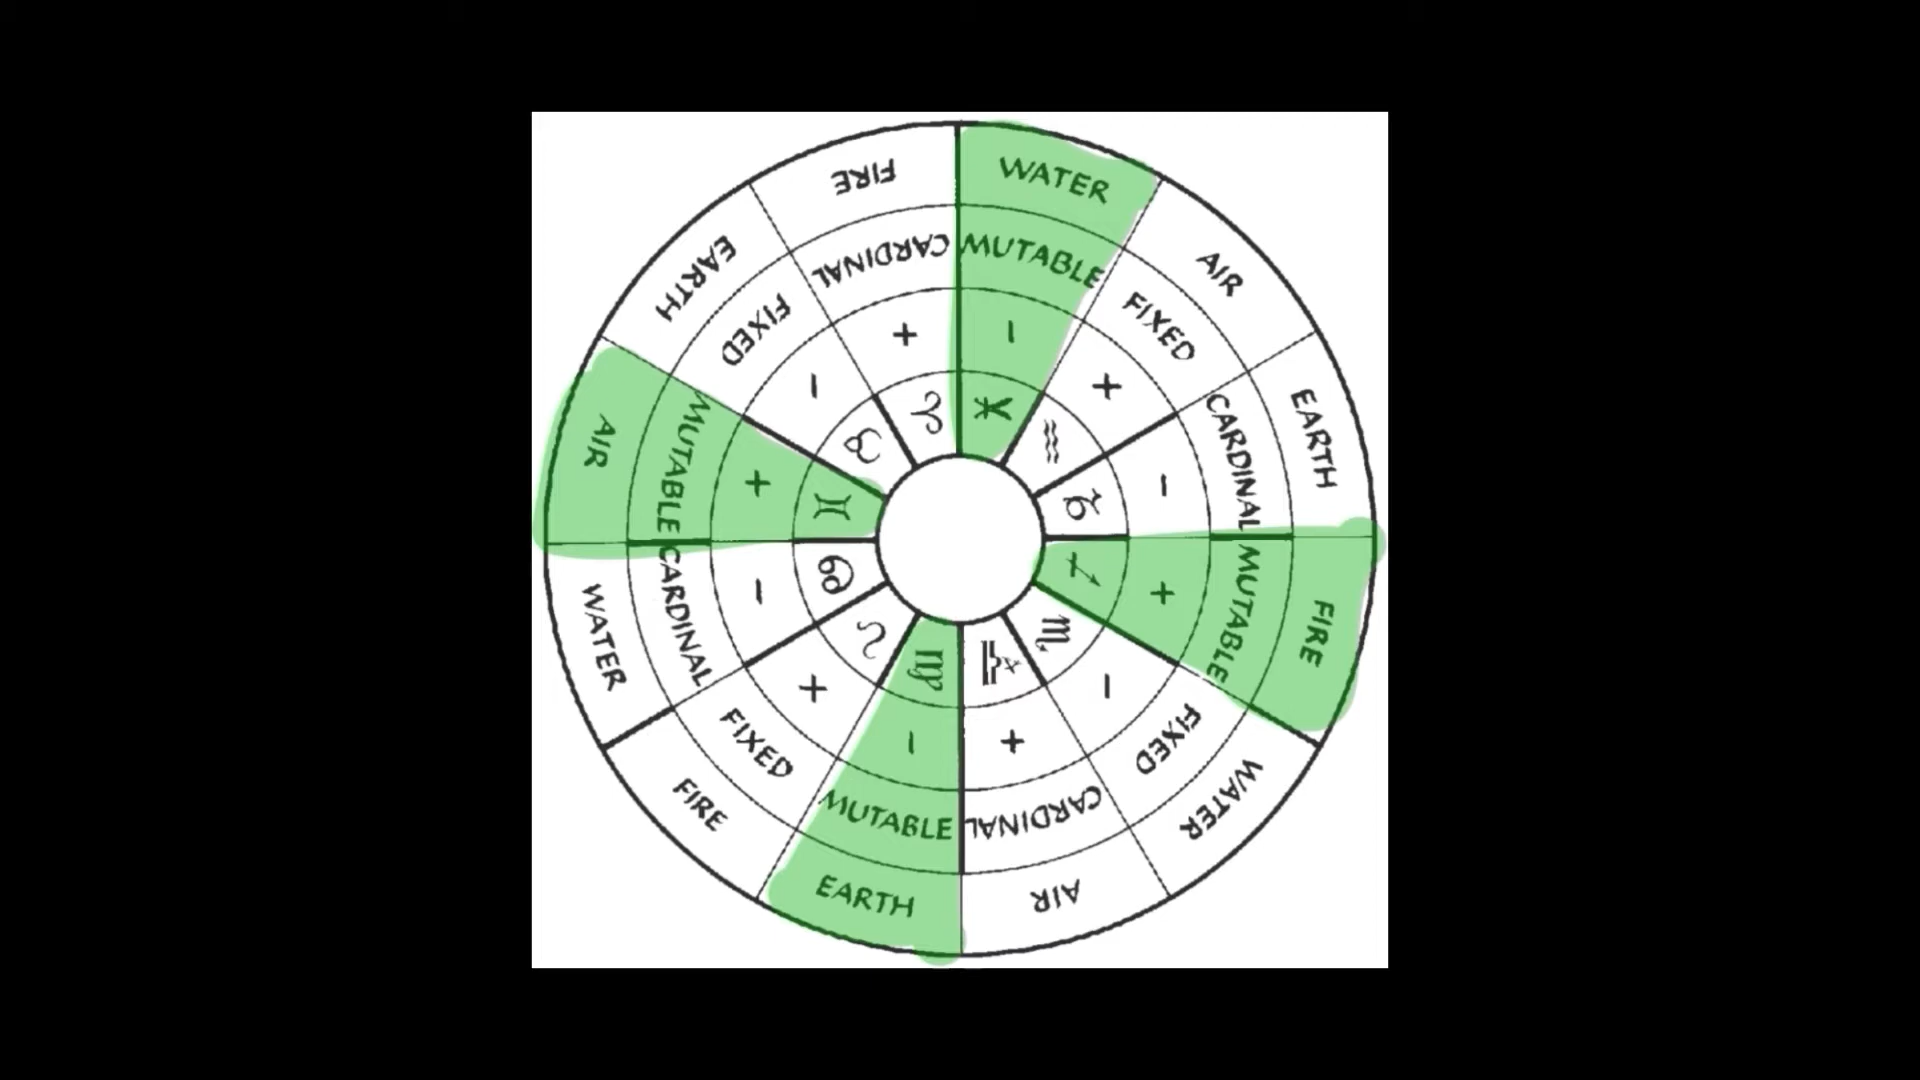 WATER
MUTABLE
−
♓
AIR
FIXED
+
♒
EARTH
CARDINAL
−
♑
FIRE
MUTABLE
+
♐
WATER
FIXED
−
♏
AIR
CARDINAL
+
♎
EARTH
MUTABLE
−
♍
FIRE
FIXED
+
♌
WATER
CARDINAL
−
♋
AIR
MUTABLE
+
♊
EARTH
FIXED
−
♉
FIRE
CARDINAL
+
♈